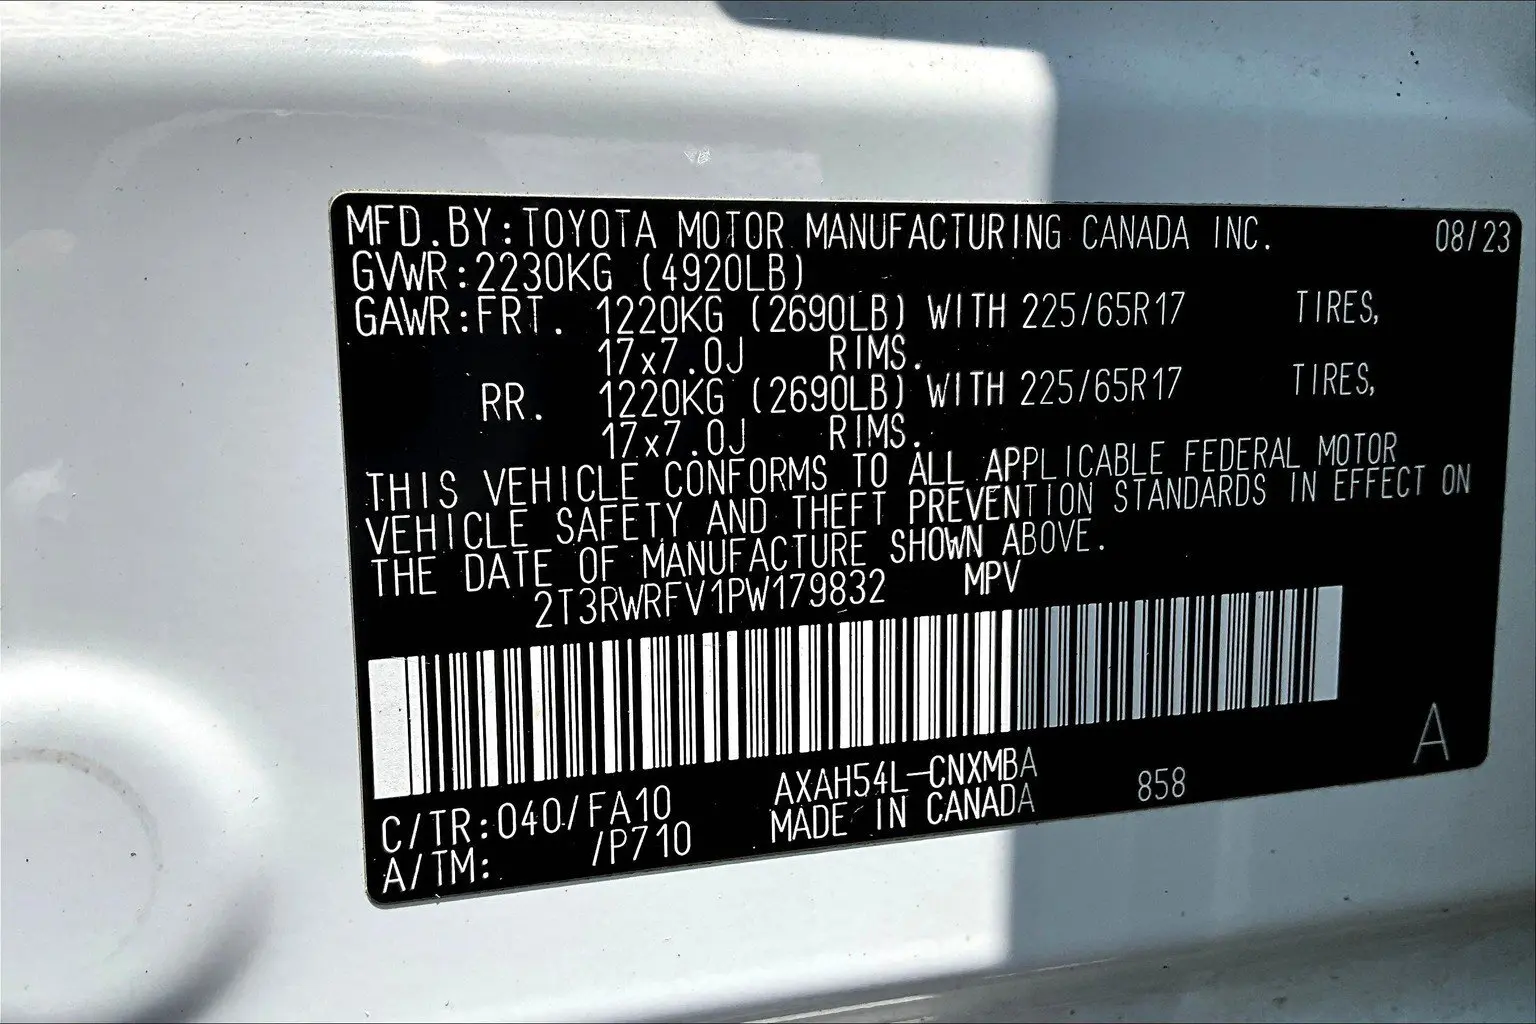 MFD.BY:TOYOTA MOTOR MANUFACTURING CANADA INC. 08/23
GVWR:2230KG (4920LB)
GAWR:FRT. 1220KG (2690LB) WITH 225/65R17 TIRES,
17x7.0J RIMS.
RR. 1220KG (2690LB) WITH 225/65R17 TIRES,
17x7.0J RIMS.
THIS VEHICLE CONFORMS TO ALL APPLICABLE FEDERAL MOTOR
VEHICLE SAFETY AND THEFT PREVENTION STANDARDS IN EFFECT ON
THE DATE OF MANUFACTURE SHOWN ABOVE.
2T3RWRFV1PW179832 MPV
C/TR:040/FA10 AXAH54L-CNXMBA 858 A
A/TM: /P710 MADE IN CANADA